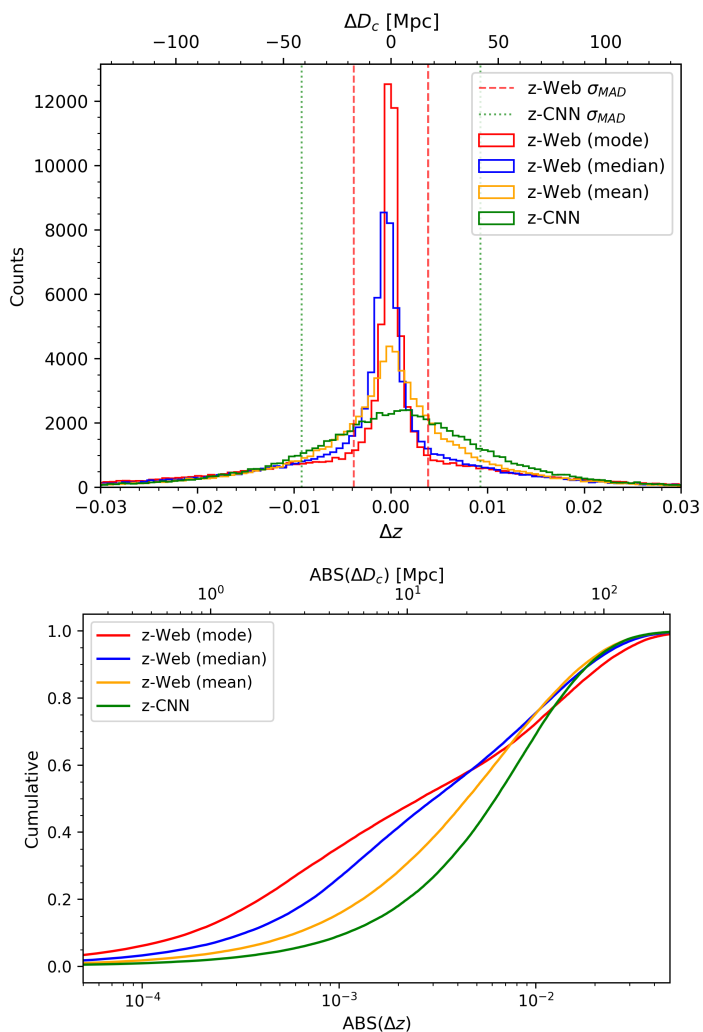 ΔD_c [Mpc]
−100 −50 0 50 100
12000
10000
8000
6000
4000
2000
0
Counts
z-Web σ_MAD
z-CNN σ_MAD
z-Web (mode)
z-Web (median)
z-Web (mean)
z-CNN
−0.03 −0.02 −0.01 0.00 0.01 0.02 0.03
Δz
ABS(ΔD_c) [Mpc]
10^0 10^1 10^2
1.0
0.8
0.6
0.4
0.2
0.0
Cumulative
z-Web (mode)
z-Web (median)
z-Web (mean)
z-CNN
10^−4 10^−3 10^−2
ABS(Δz)